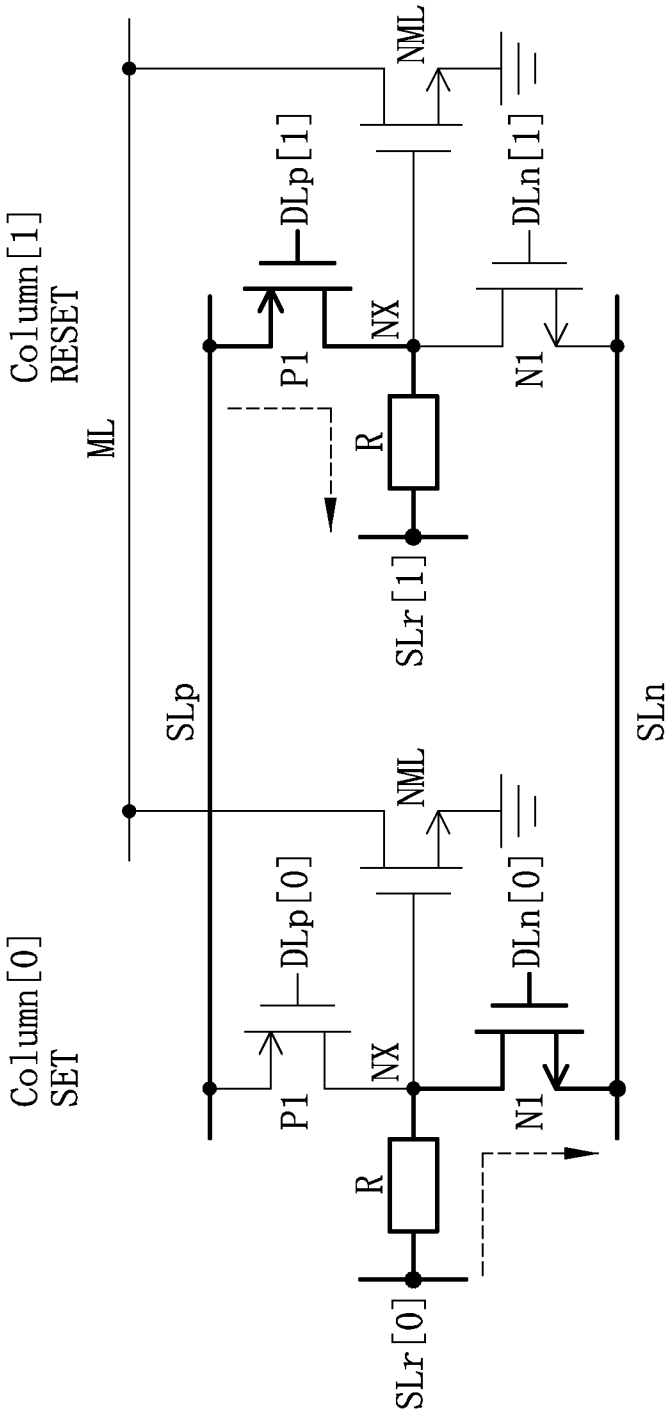 Column[0]
SET
Column[1]
RESET
ML
SLp
P1
DLp[0]
P1
DLp[1]
NML
NML
NX
NX
R
R
SLr[0]
SLr[1]
N1
DLn[0]
N1
DLn[1]
SLn